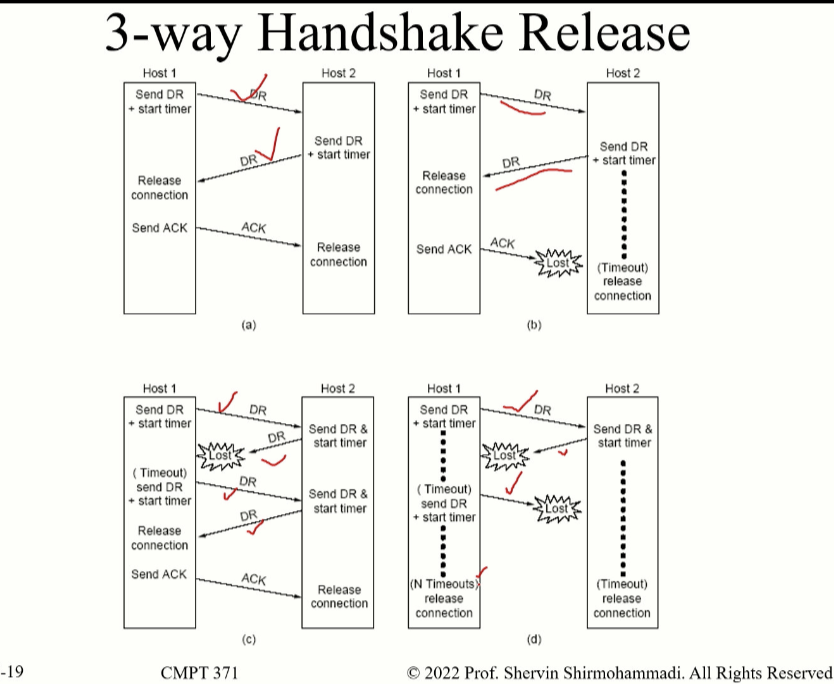 3-way Handshake Release
Host 1
Host 2
Send DR
+ start timer
DR
Send DR
+ start timer
DR
Release
connection
Send ACK
ACK
Release
connection
(a)
Host 1
Host 2
Send DR
+ start timer
DR
Send DR
+ start timer
DR
Release
connection
Send ACK
ACK
Lost
(Timeout)
release
connection
(b)
Host 1
Host 2
Send DR
+ start timer
DR
Send DR &
start timer
DR
Lost
( Timeout)
send DR
+ start timer
DR
Send DR &
start timer
DR
Release
connection
Send ACK
ACK
Release
connection
(c)
Host 1
Host 2
Send DR
+ start timer
DR
Send DR &
start timer
Lost
( Timeout)
send DR
+ start timer
Lost
(N Timeouts)
release
connection
(Timeout)
release
connection
(d)
-19
CMPT 371
© 2022 Prof. Shervin Shirmohammadi. All Rights Reserved